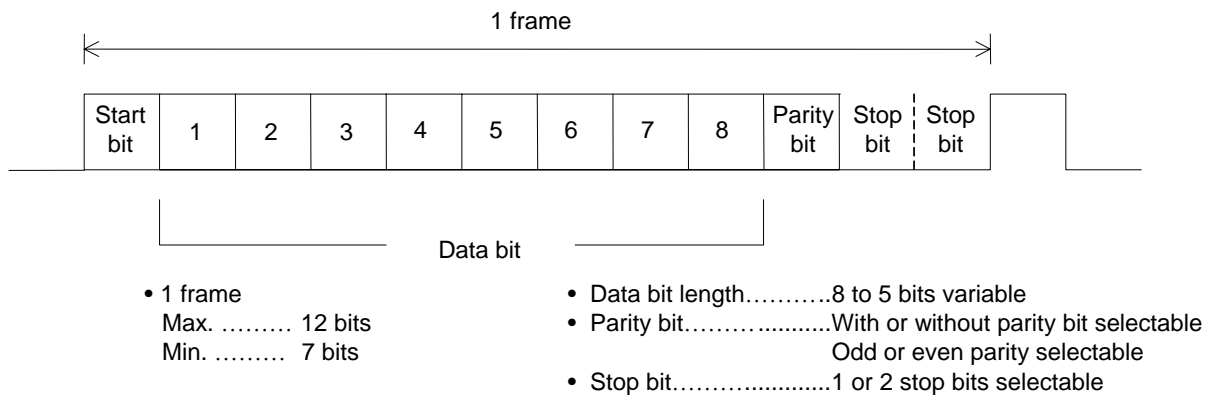 1 frame
Start bit 1 2 3 4 5 6 7 8 Parity bit Stop bit Stop bit
Data bit
• 1 frame
Max. ……… 12 bits
Min. ……… 7 bits
• Data bit length………..8 to 5 bits variable
• Parity bit………...........With or without parity bit selectable
Odd or even parity selectable
• Stop bit……….............1 or 2 stop bits selectable